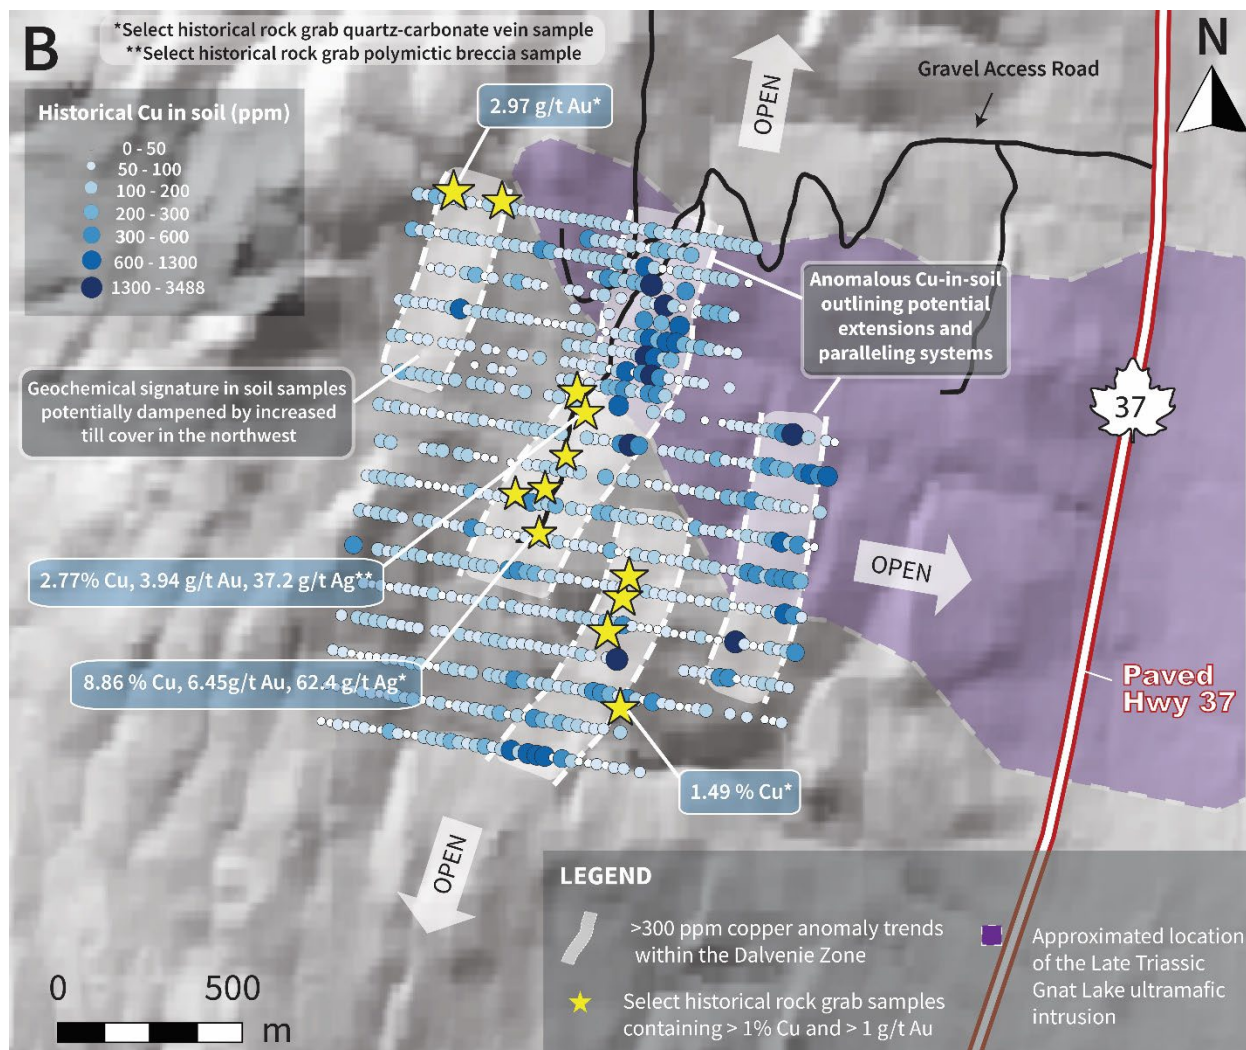 B
*Select historical rock grab quartz-carbonate vein sample
**Select historical rock grab polymictic breccia sample
N
Gravel Access Road
OPEN
Historical Cu in soil (ppm)
0 - 50
50 - 100
100 - 200
200 - 300
300 - 600
600 - 1300
1300 - 3488
2.97 g/t Au*
Anomalous Cu-in-soil
outlining potential
extensions and
paralleling systems
Geochemical signature in soil samples
potentially dampened by increased
till cover in the northwest
37
OPEN
2.77% Cu, 3.94 g/t Au, 37.2 g/t Ag**
8.86 % Cu, 6.45g/t Au, 62.4 g/t Ag*
Paved
Hwy 37
1.49 % Cu*
OPEN
LEGEND
>300 ppm copper anomaly trends
within the Dalvenie Zone
Select historical rock grab samples
containing > 1% Cu and > 1 g/t Au
Approximated location
of the Late Triassic
Gnat Lake ultramafic
intrusion
0 500
m